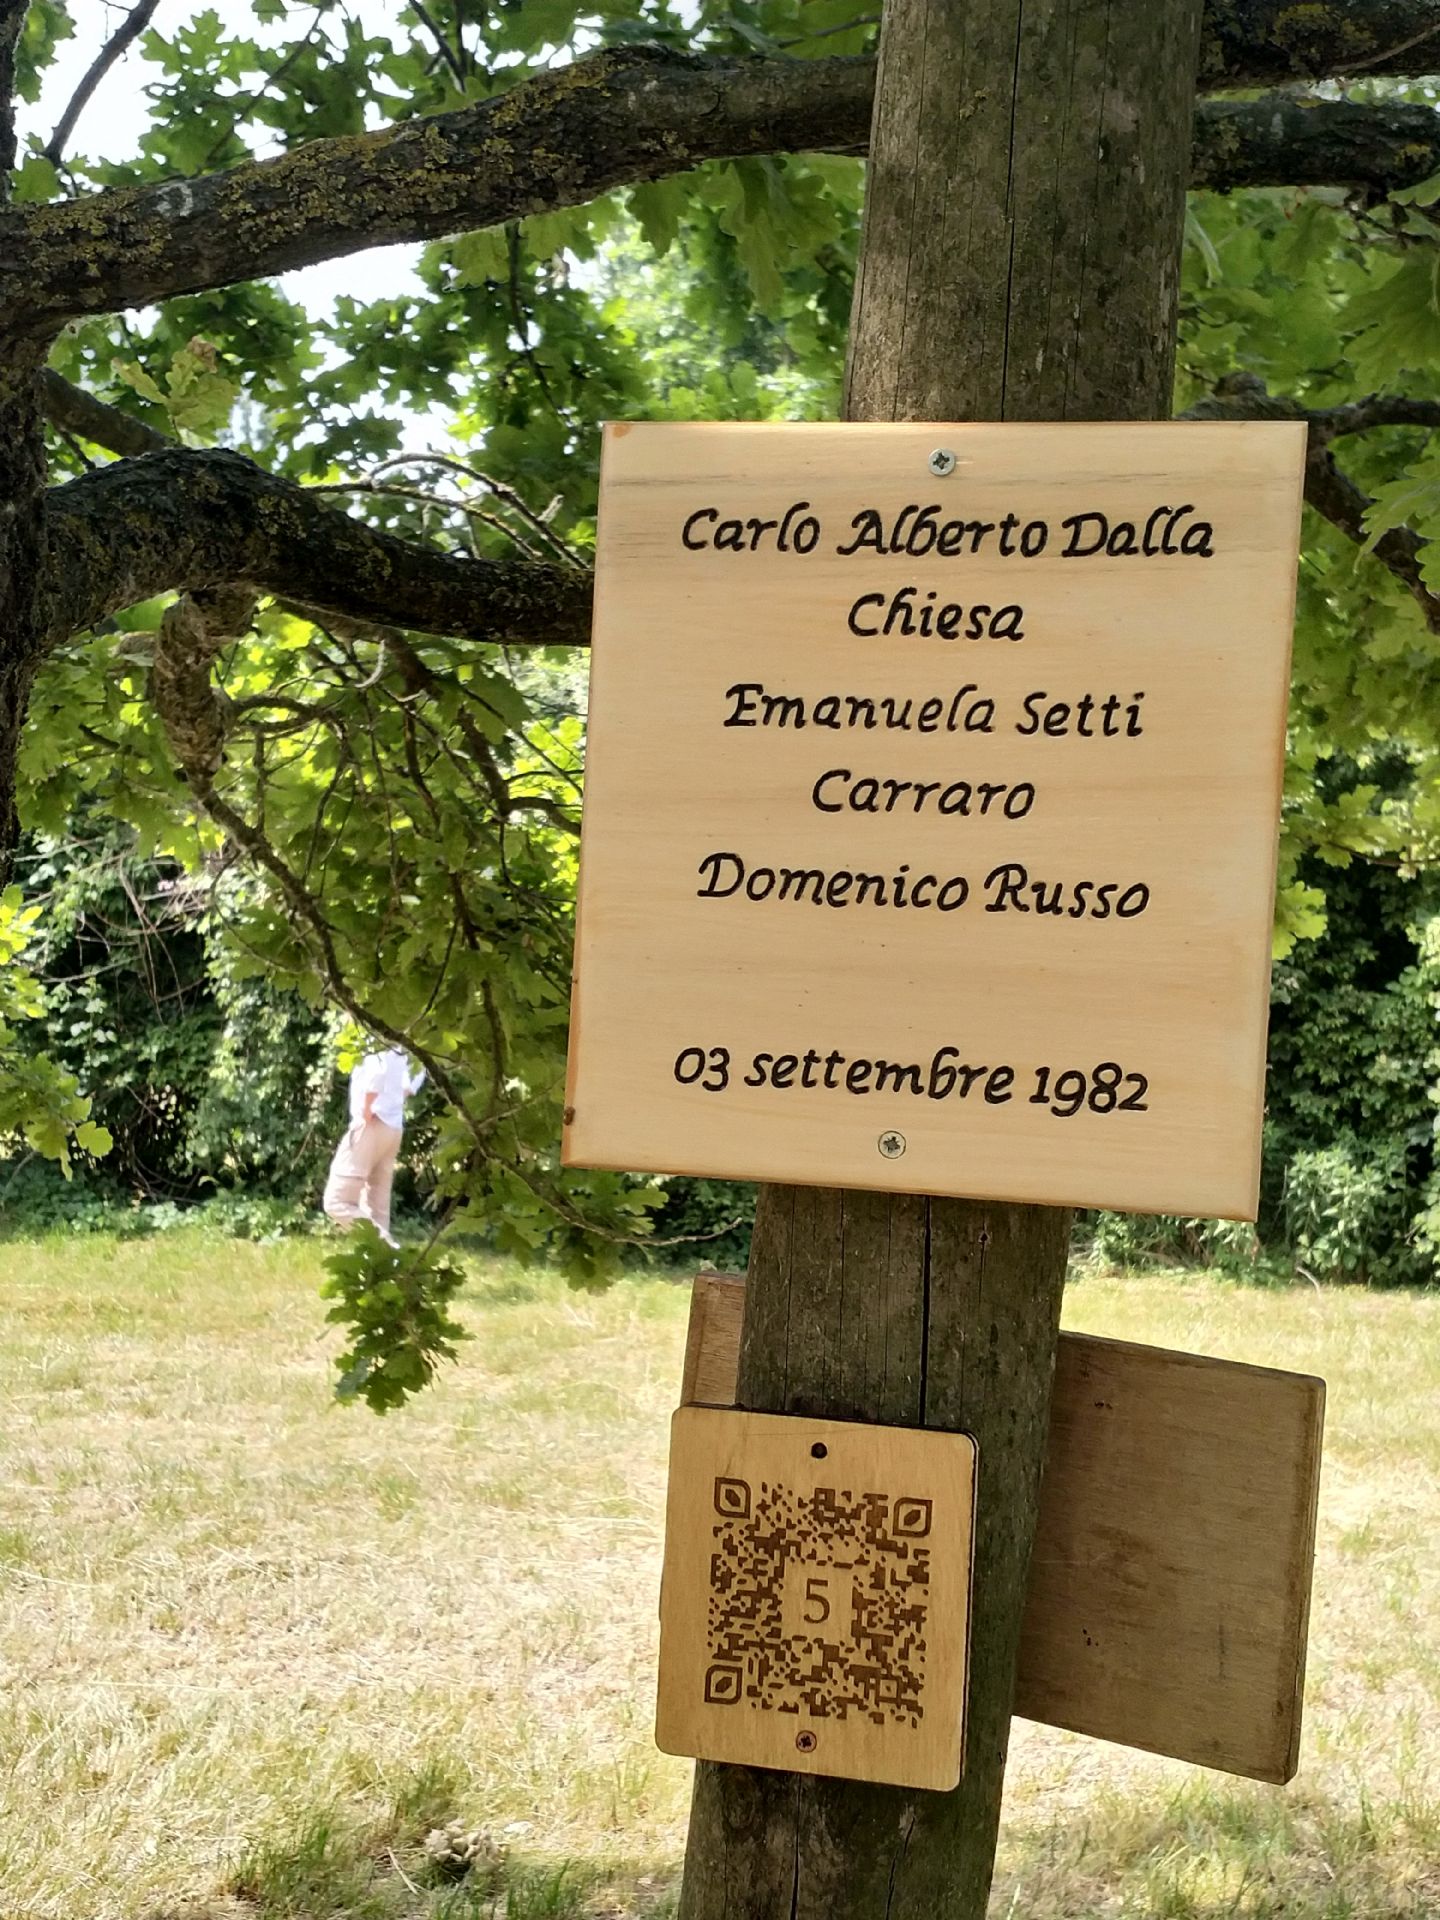 Carlo Alberto Dalla
Chiesa
Emanuela Setti
Carraro
Domenico Russo
03 settembre 1982
5